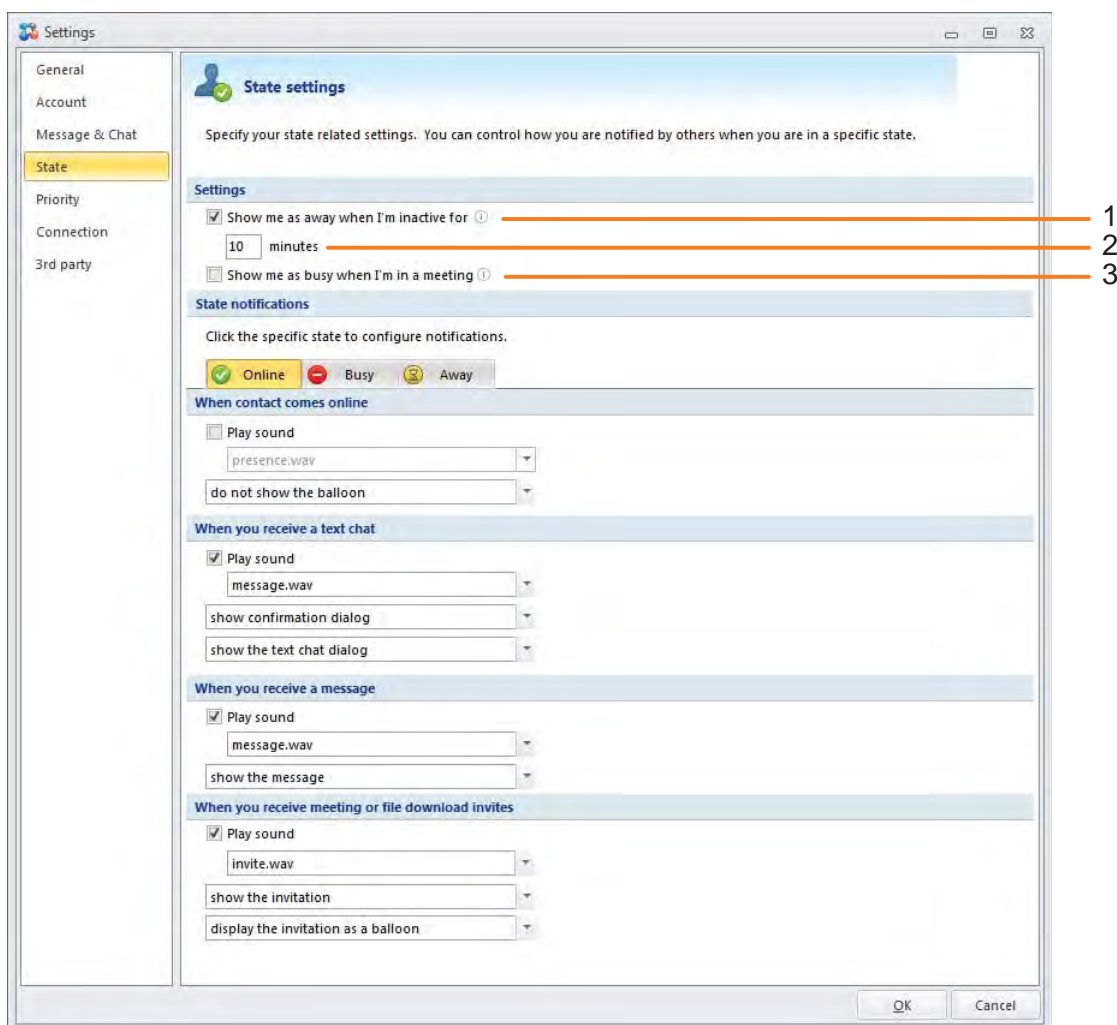 Settings
General
Account
Message & Chat
State
Priority
Connection
3rd party
State settings
Specify your state related settings. You can control how you are notified by others when you are in a specific state.
Settings
Show me as away when I'm inactive for
1
10 minutes
2
Show me as busy when I'm in a meeting
3
State notifications
Click the specific state to configure notifications.
Online Busy Away
When contact comes online
Play sound
presence.wav
do not show the balloon
When you receive a text chat
Play sound
message.wav
show confirmation dialog
show the text chat dialog
When you receive a message
Play sound
message.wav
show the message
When you receive meeting or file download invites
Play sound
invite.wav
show the invitation
display the invitation as a balloon
OK Cancel